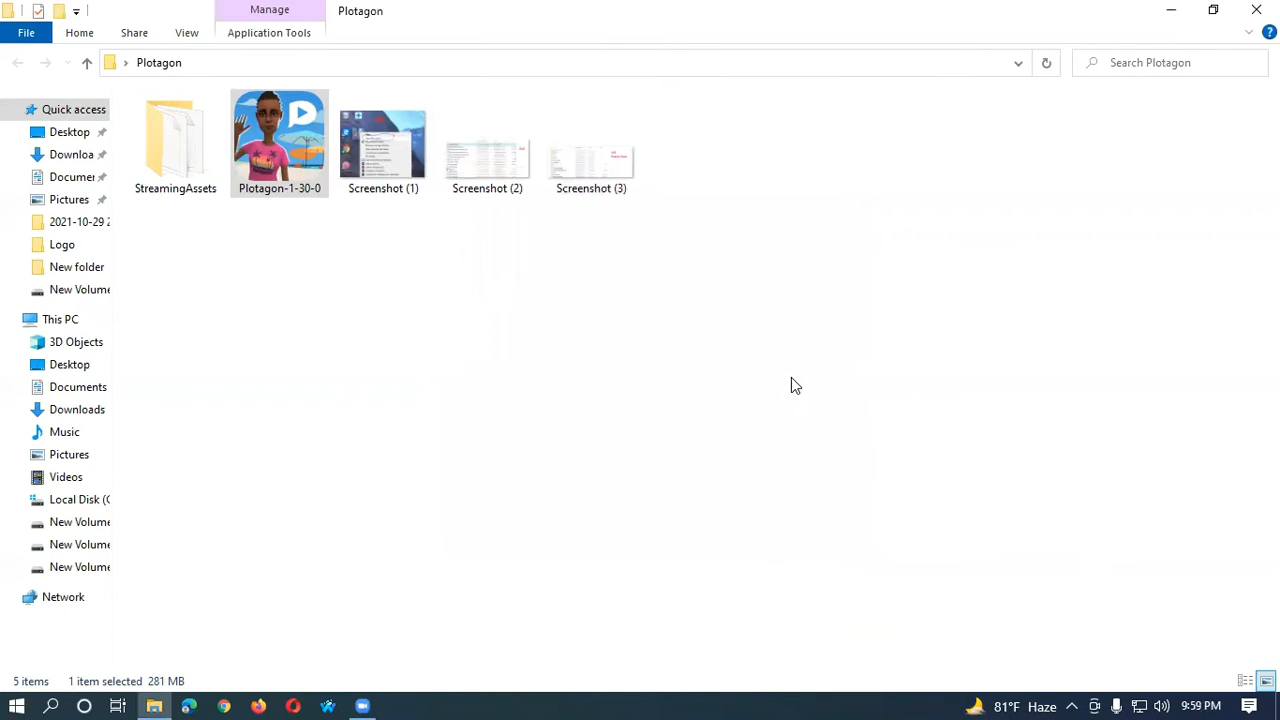 Manage
Plotagon
File
Home
Share
View
Application Tools
Plotagon
Search Plotagon
Quick access
Desktop
Downloa
Documer
Pictures
2021-10-29 2
Logo
New folder
New Volume
This PC
3D Objects
Desktop
Documents
Downloads
Music
Pictures
Videos
Local Disk (C
New Volume
New Volume
New Volume
Network
StreamingAssets
Plotagon-1-30-0
Screenshot (1)
Screenshot (2)
Screenshot (3)
5 items
1 item selected 281 MB
81°F Haze
9:59 PM